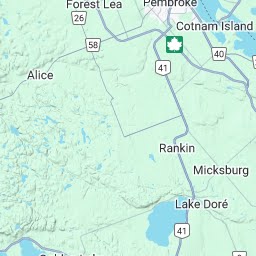 Pembroke
Forest Lea
Cotnam Island
26
58
40
Alice
41
Rankin
Micksburg
Lake Doré
41